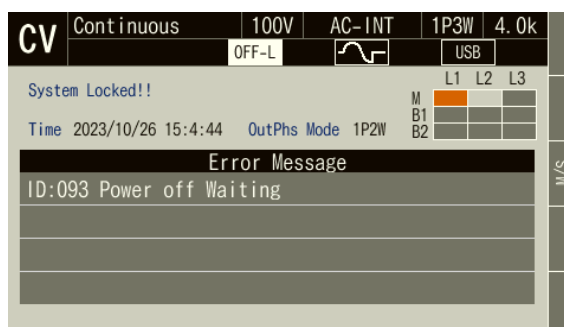 CV Continuous 100V AC-INT 1P3W 4.0k
OFF-L USB
L1 L2 L3
System Locked!!
M
B1
Time 2023/10/26 15:4:44 OutPhs Mode 1P2W B2
Error Message
M/S
ID:093 Power off Waiting